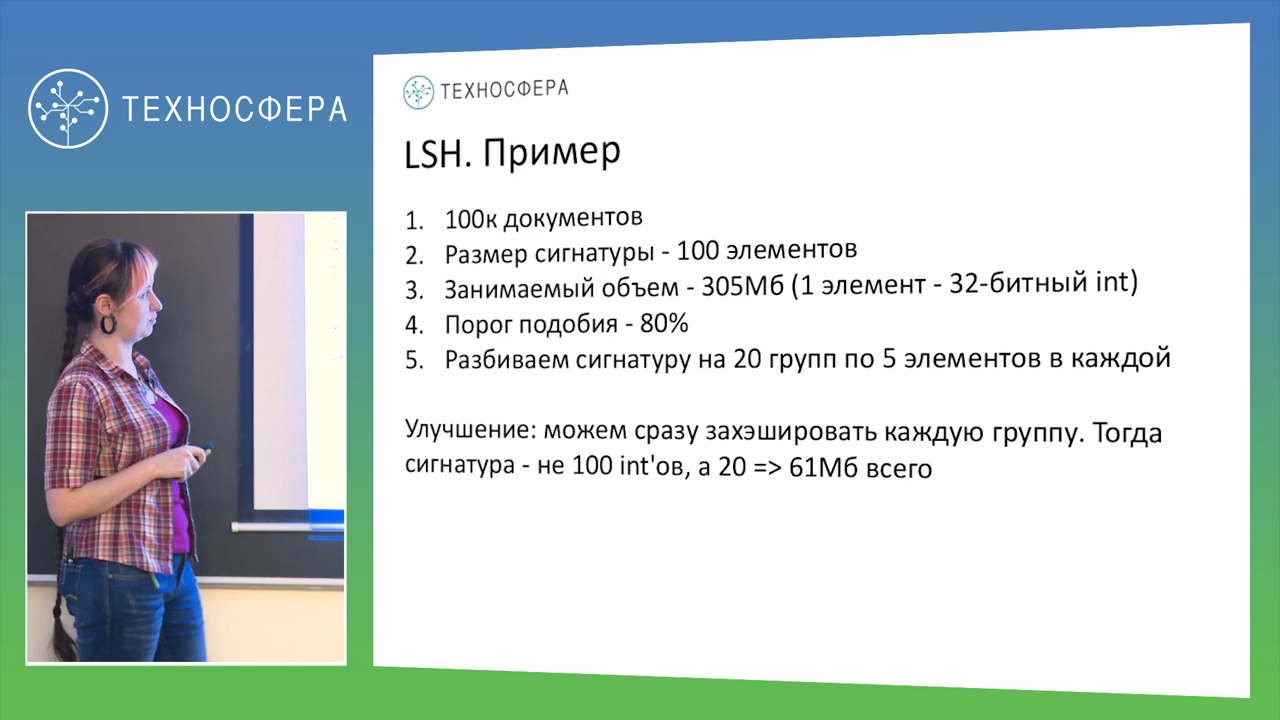 ТЕХНОСФЕРА
ТЕХНОСФЕРА
LSH. Пример
1. 100к документов
2. Размер сигнатуры - 100 элементов
3. Занимаемый объем - 305Мб (1 элемент - 32-битный int)
4. Порог подобия - 80%
5. Разбиваем сигнатуру на 20 групп по 5 элементов в каждой
Улучшение: можем сразу захэшировать каждую группу. Тогда
сигнатура - не 100 int'ов, а 20 => 61Мб всего